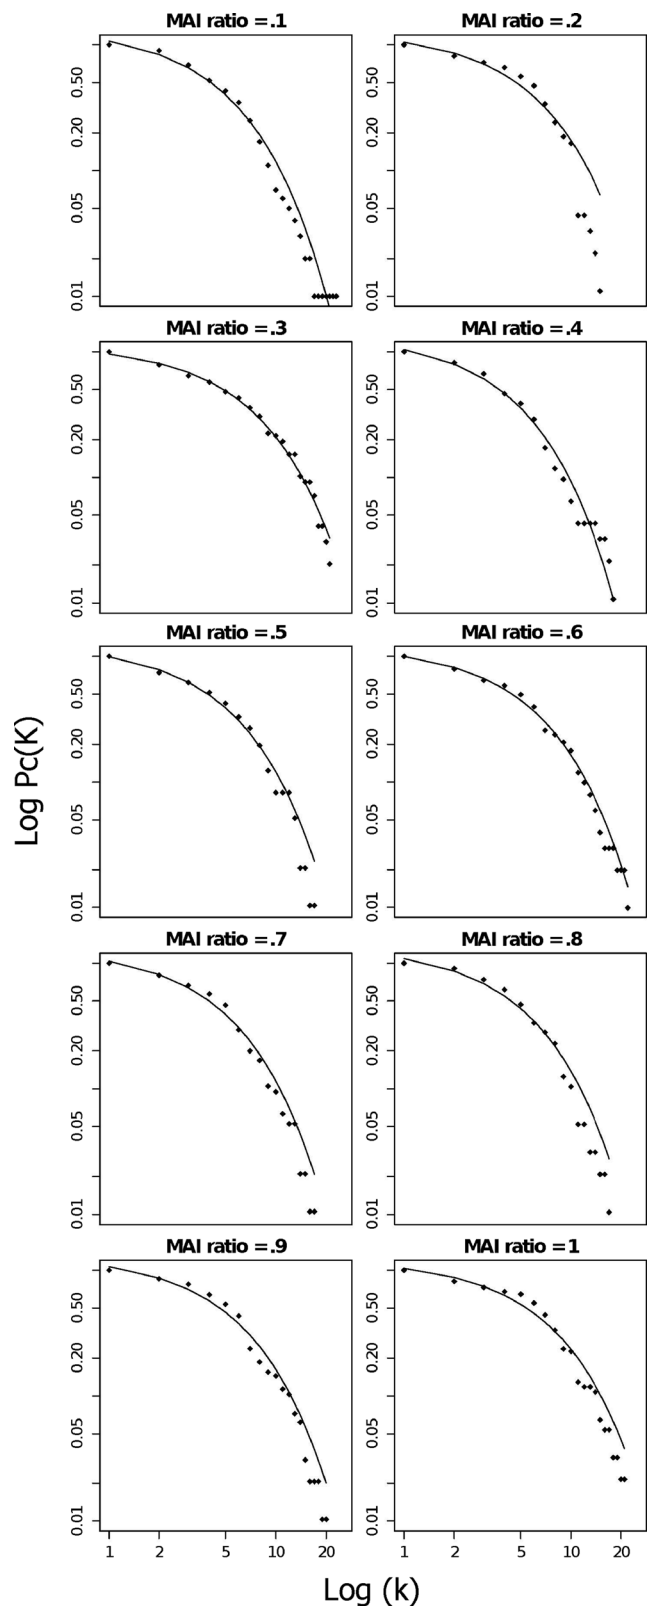 MAI ratio = .1
MAI ratio = .2
0.50
0.20
0.05
0.01
0.50
0.20
0.05
0.01
MAI ratio = .3
MAI ratio = .4
0.50
0.20
0.05
0.01
0.50
0.20
0.05
0.01
MAI ratio = .5
MAI ratio = .6
0.50
0.20
0.05
0.01
0.50
0.20
0.05
0.01
Log Pc(K)
MAI ratio = .7
MAI ratio = .8
0.50
0.20
0.05
0.01
0.50
0.20
0.05
0.01
MAI ratio = .9
MAI ratio = 1
0.50
0.20
0.05
0.01
0.50
0.20
0.05
0.01
1 2 5 10 20
1 2 5 10 20
Log (k)